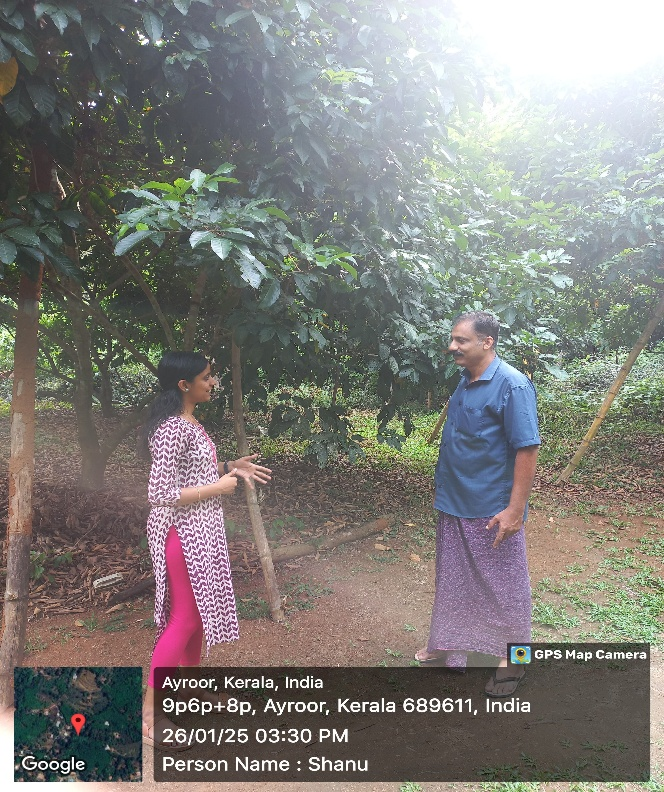 GPS Map Camera
Ayroor, Kerala, India
9p6p+8p, Ayroor, Kerala 689611, India
26/01/25 03:30 PM
Person Name : Shanu
Google